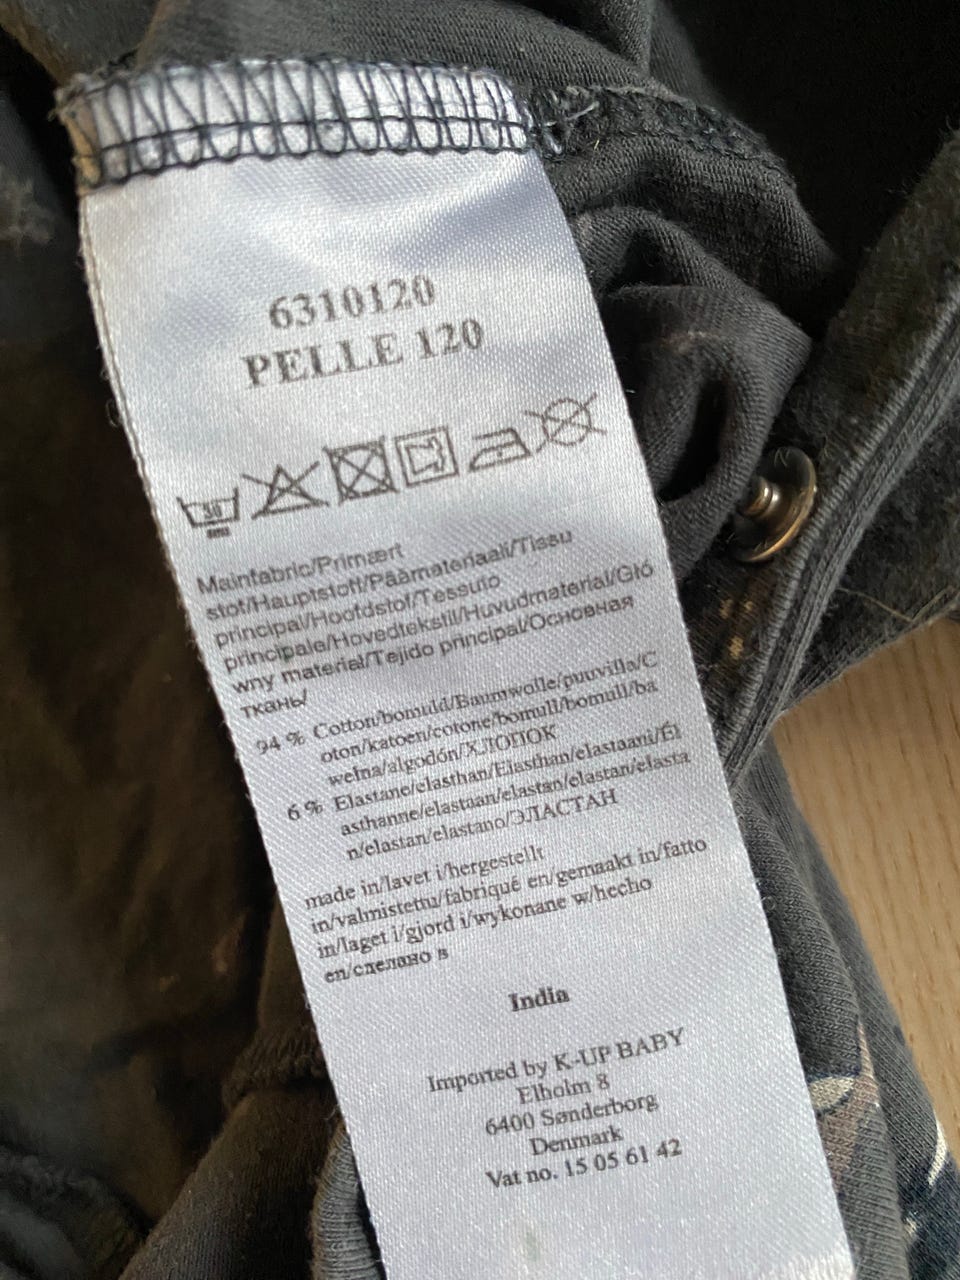 6310120
PELLE 120
30
Mainfabric/Primært
stof/Hauptstoff/Päämateriaali/Tissu
principal/Hoofdstof/Tessuto
principale/Hovedtekstil/Huvudmaterial/Głó
wny materiał/Tejido principal/Основная
ткань/
94 % Cotton/bomuld/Baumwolle/puuvilla/C
oton/katoen/cotone/bomull/bomull/ba
wełna/algodón/ХЛОПОК
6 % Elastane/elasthan/Elasthan/elastaani/Él
asthanne/elastaan/elastan/elastan/elasta
n/elastan/elastano/ЭЛАСТАН
made in/lavet i/hergestellt
in/valmistettu/fabriqué en/gemaakt in/fatto
in/laget i/gjord i/wykonane w/hecho
en/сделано в
India
Imported by K-UP BABY
Elholm 8
6400 Sønderborg
Denmark
Vat no. 15 05 61 42